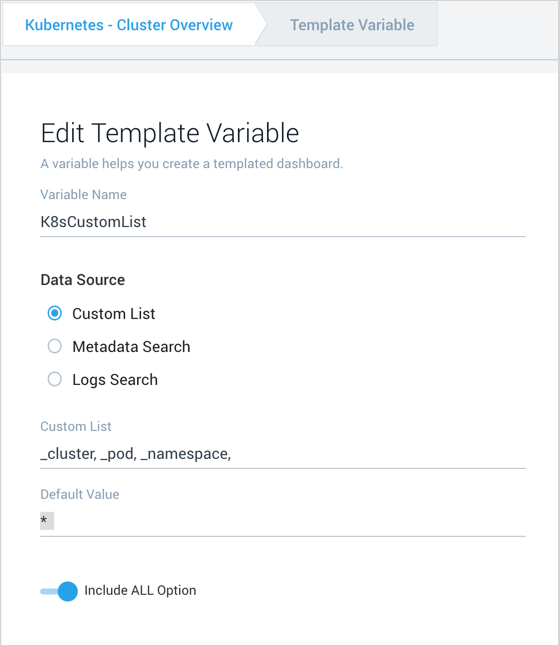 Kubernetes - Cluster Overview
Template Variable
Edit Template Variable
A variable helps you create a templated dashboard.
Variable Name
K8sCustomList
Data Source
Custom List
Metadata Search
Logs Search
Custom List
_cluster, _pod, _namespace,
Default Value
*
Include ALL Option